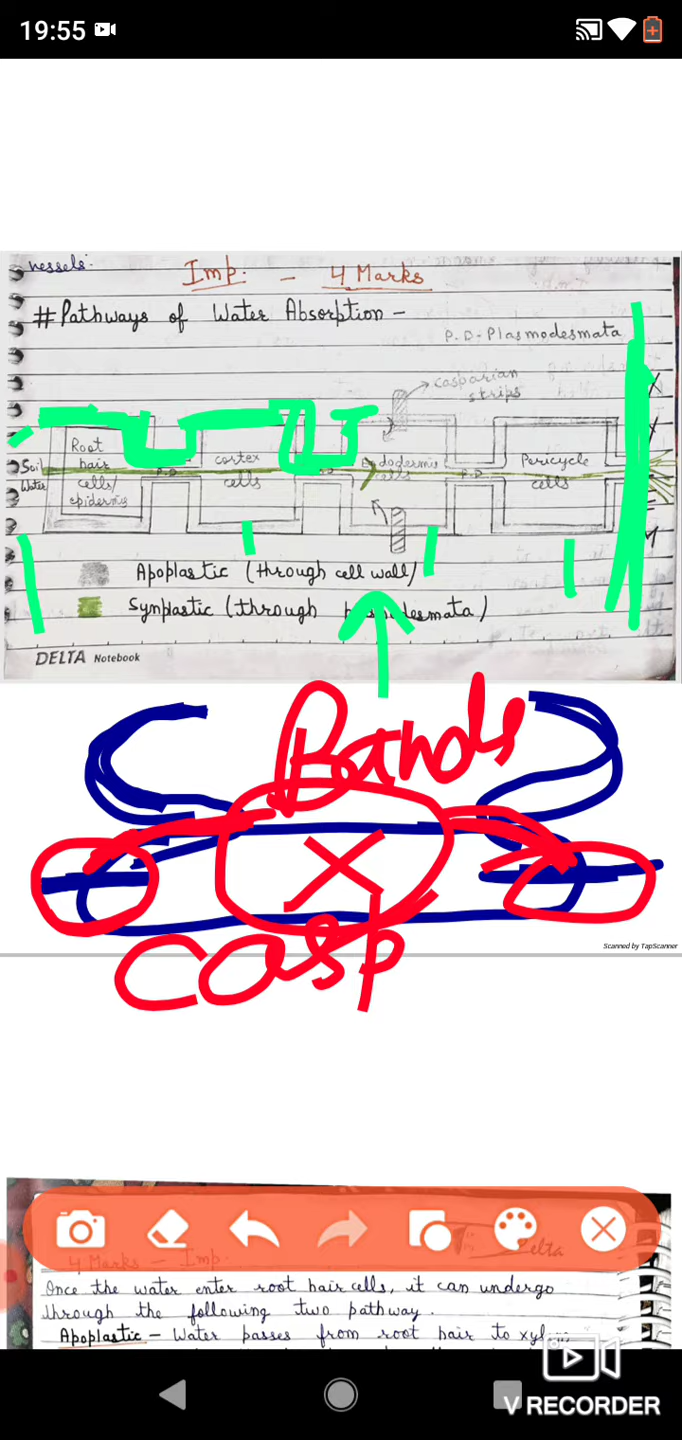 19:55
vessels.
Imp. - 4 Marks
# Pathways of Water Absorption -
P.D-Plasmodesmata
casparian
strips
Root
hair
cells/
epidermis
Soil
Water
P.D
cortex
cells
P.D
Endodermis
cells
P.D
Pericycle
cells
Apoplastic (through cell wall)
Symplastic (through
DELTA Notebook
Bands
Casp
Scanned by TapScanner
Delta
4 Marks - Imp.
Once the water enter root hair cells, it can undergo
through the following two pathway.
Apoplastic - Water passes from root hair to
V RECORDER